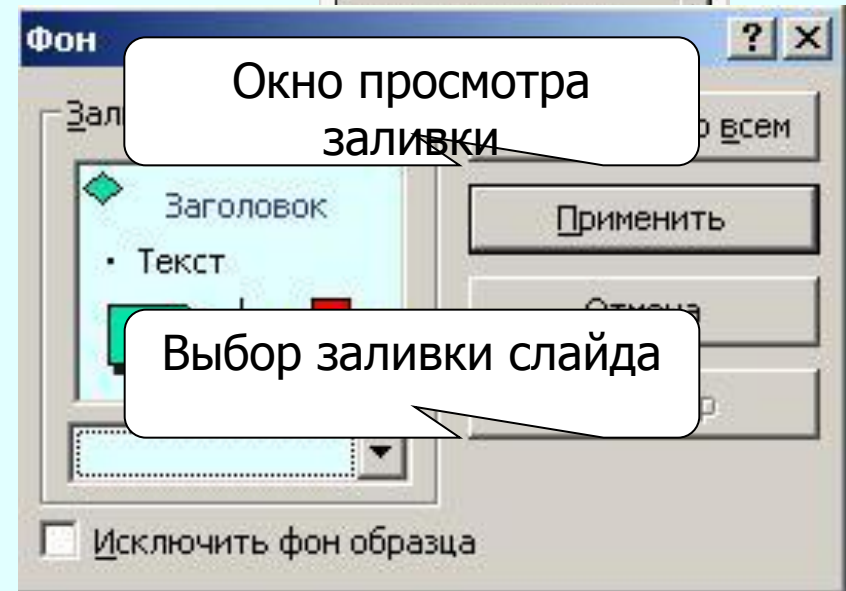 Фон
Окно просмотра
заливки
всем
Заголовок
Применить
• Текст
Выбор заливки слайда
Исключить фон образца